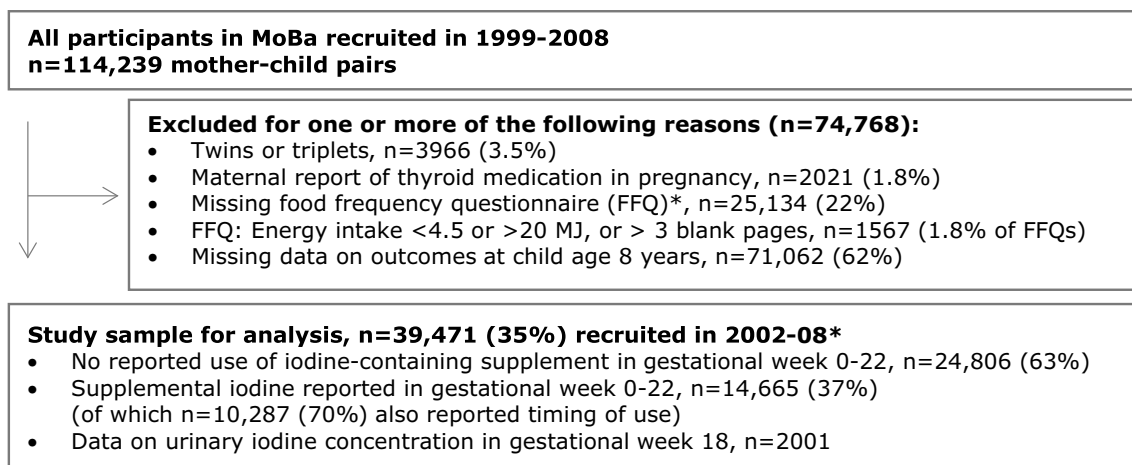 All participants in MoBa recruited in 1999-2008
n=114,239 mother-child pairs
Excluded for one or more of the following reasons (n=74,768):
• Twins or triplets, n=3966 (3.5%)
• Maternal report of thyroid medication in pregnancy, n=2021 (1.8%)
• Missing food frequency questionnaire (FFQ)*, n=25,134 (22%)
• FFQ: Energy intake <4.5 or >20 MJ, or > 3 blank pages, n=1567 (1.8% of FFQs)
• Missing data on outcomes at child age 8 years, n=71,062 (62%)
Study sample for analysis, n=39,471 (35%) recruited in 2002-08*
• No reported use of iodine-containing supplement in gestational week 0-22, n=24,806 (63%)
• Supplemental iodine reported in gestational week 0-22, n=14,665 (37%)
(of which n=10,287 (70%) also reported timing of use)
• Data on urinary iodine concentration in gestational week 18, n=2001